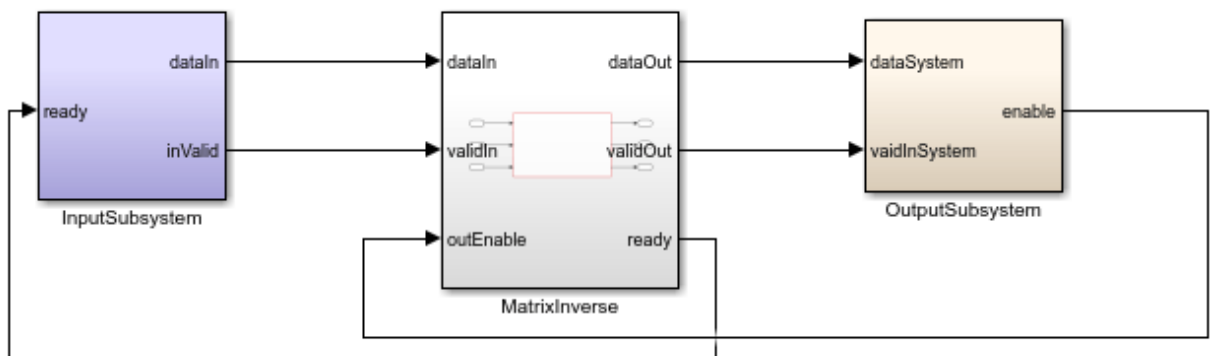 dataIn
ready
inValid
InputSubsystem
dataIn
dataOut
validIn
validOut
outEnable
ready
MatrixInverse
dataSystem
enable
vaidInSystem
OutputSubsystem